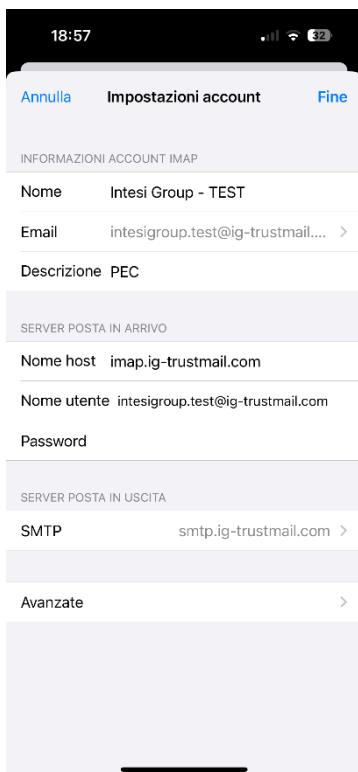 18:57
32
Annulla Impostazioni account Fine
INFORMAZIONI ACCOUNT IMAP
Nome Intesi Group - TEST
Email intesigroup.test@ig-trustmail....
Descrizione PEC
SERVER POSTA IN ARRIVO
Nome host imap.ig-trustmail.com
Nome utente intesigroup.test@ig-trustmail.com
Password
SERVER POSTA IN USCITA
SMTP smtp.ig-trustmail.com
Avanzate